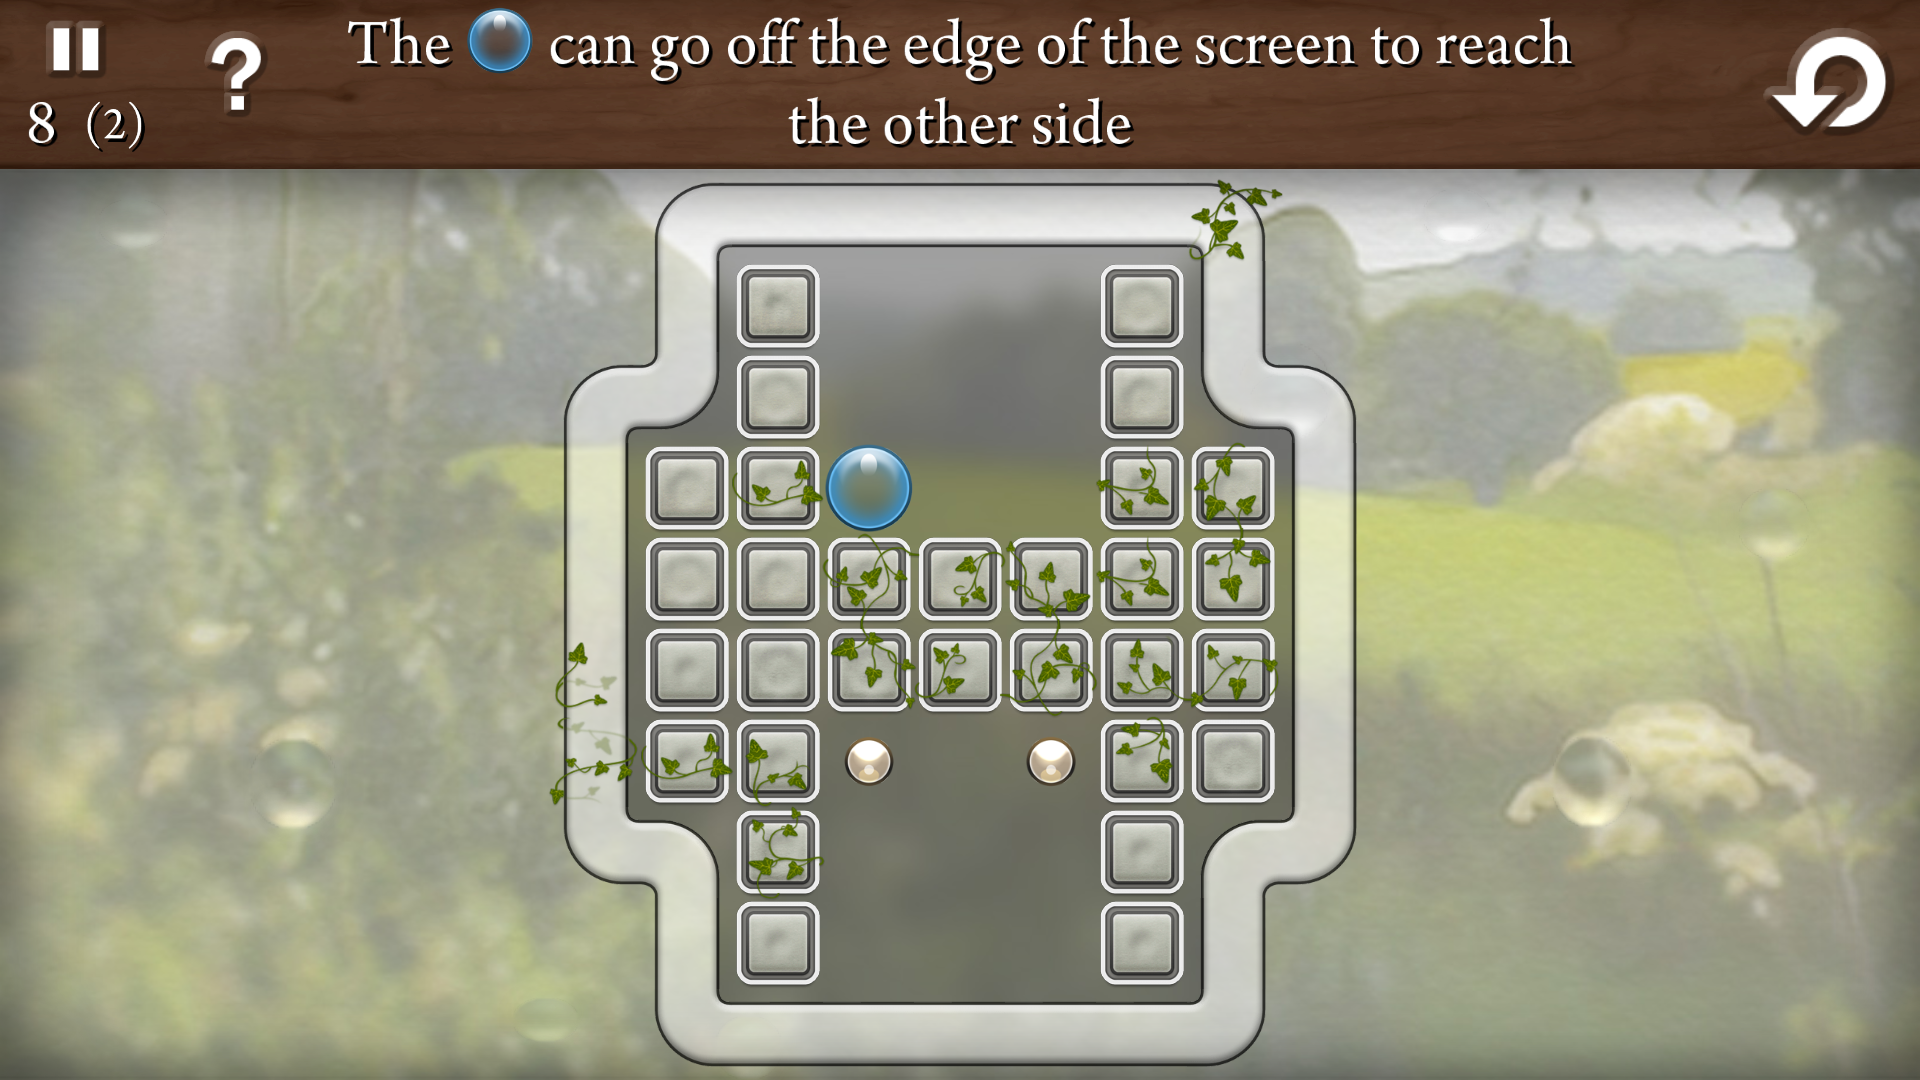 The can go off the edge of the screen to reach
the other side
?
8 (2)